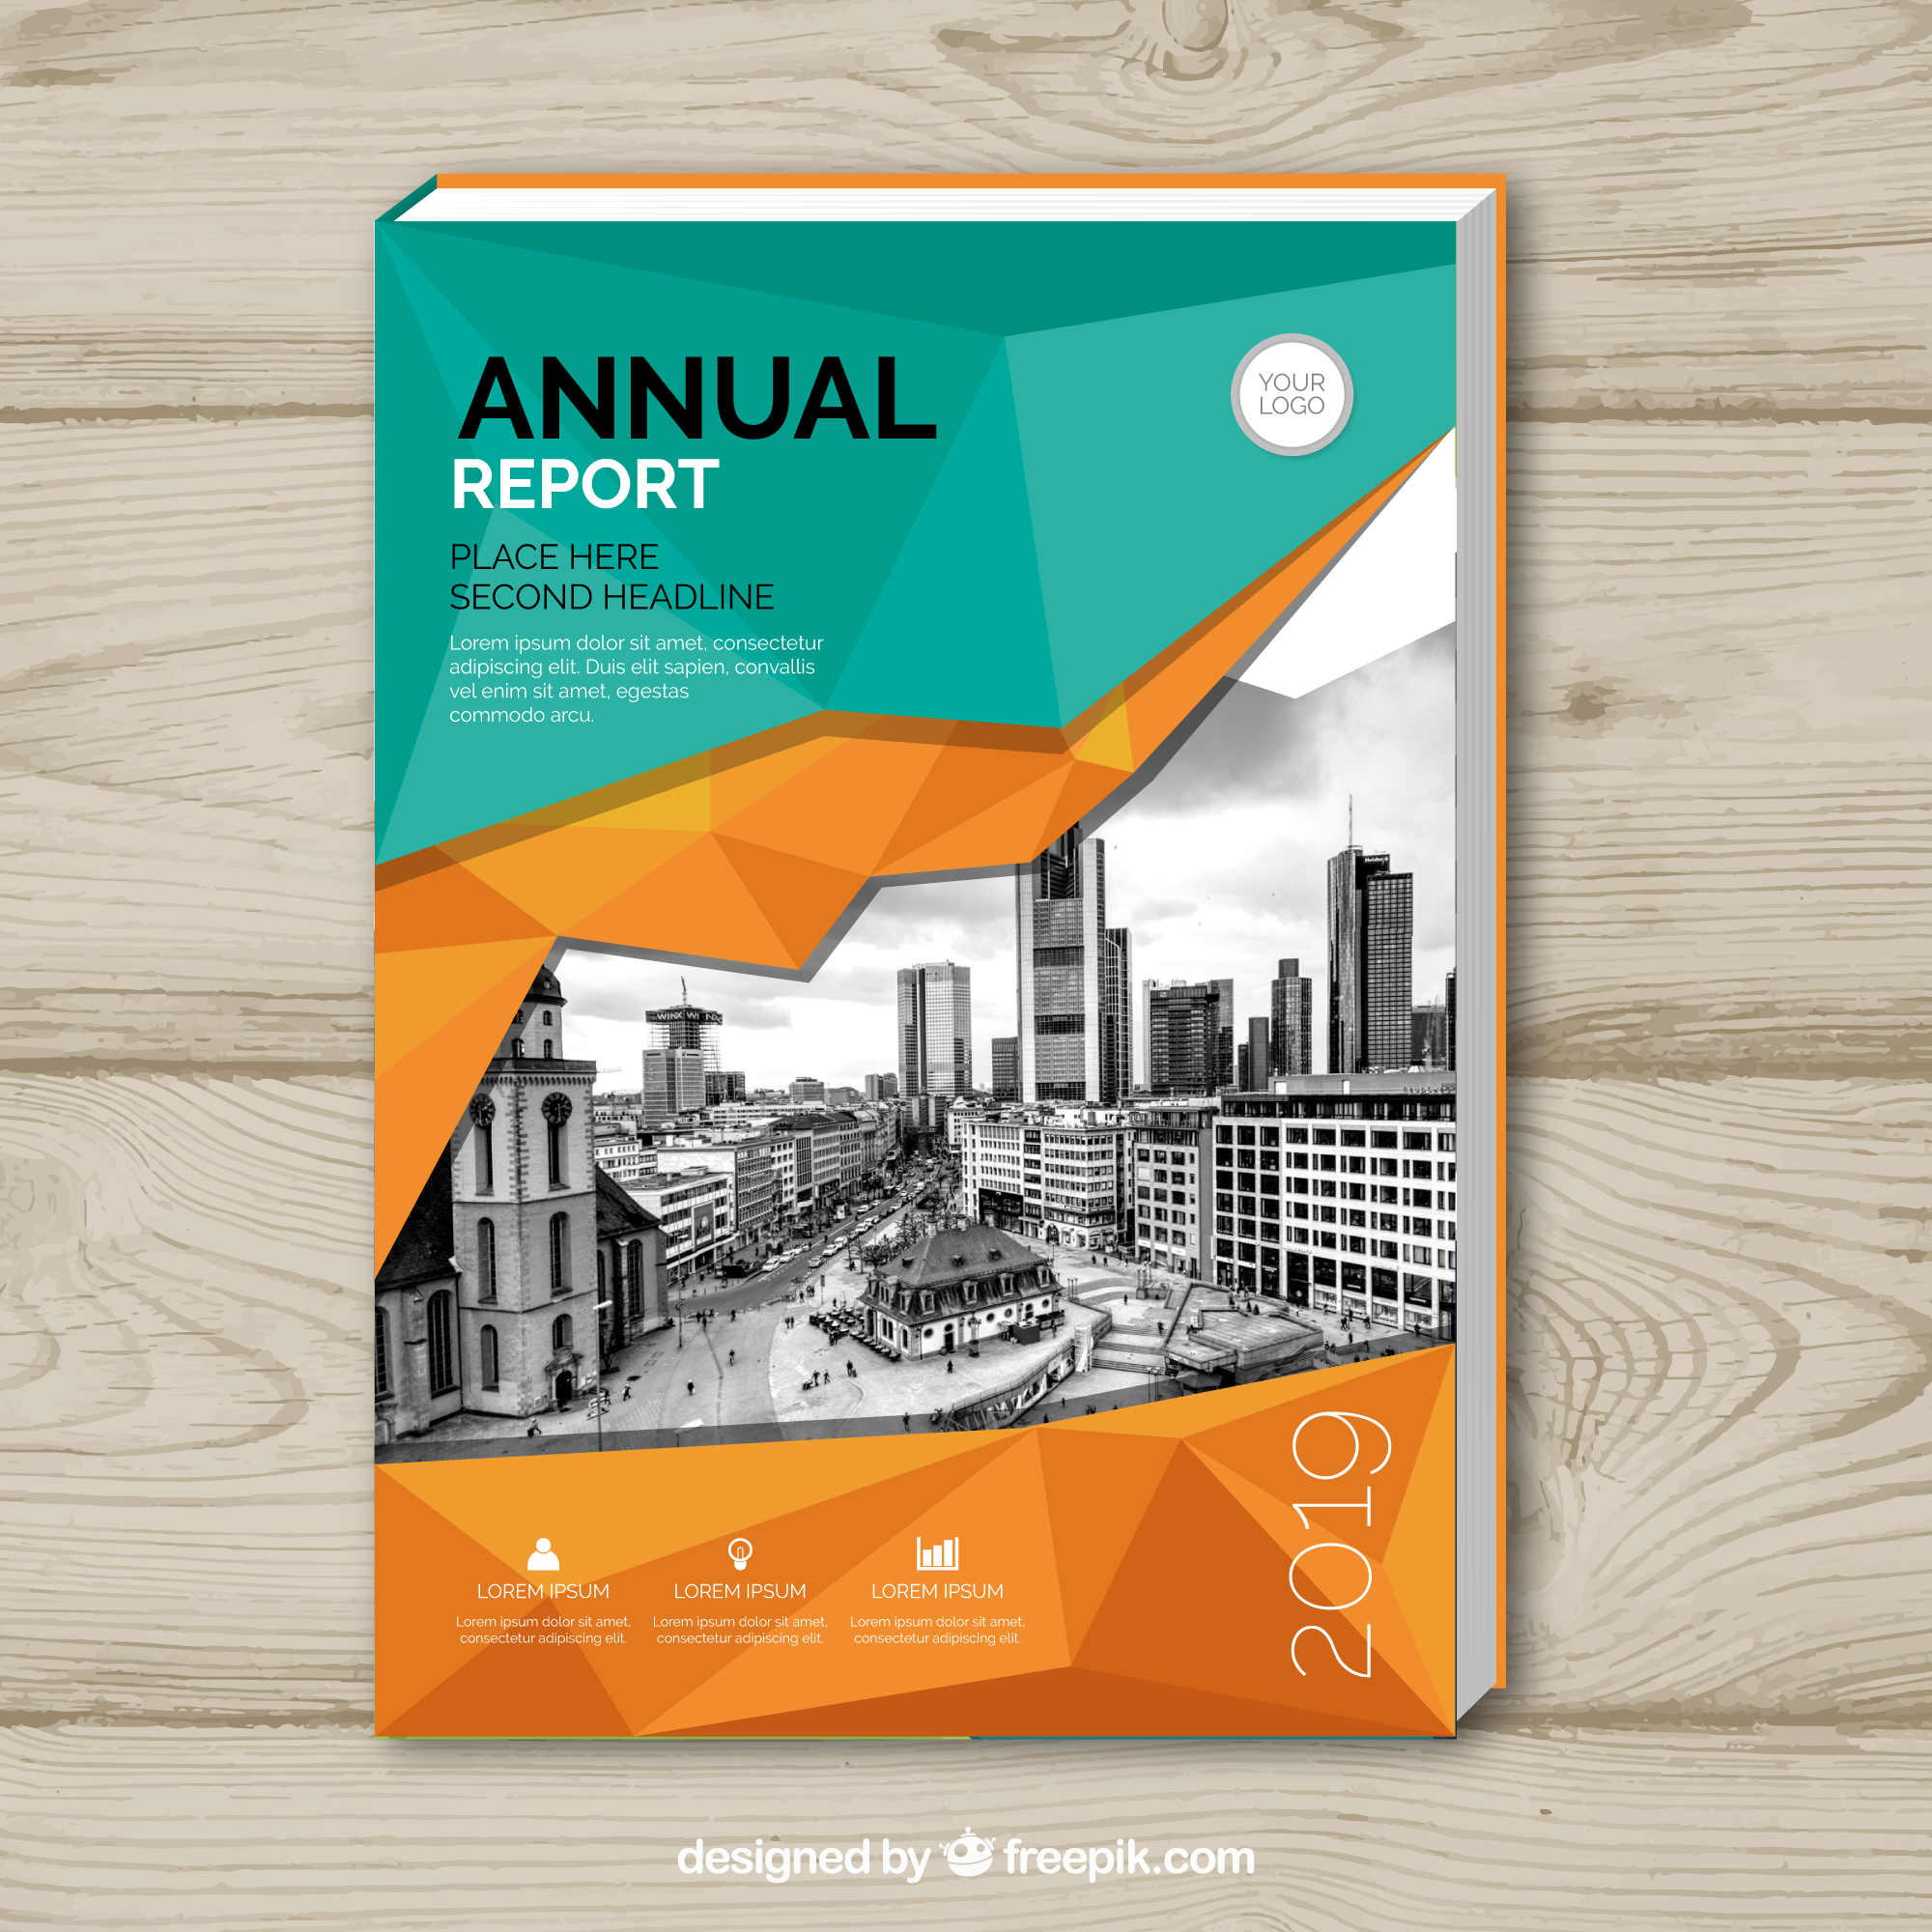 ANNUAL
REPORT
YOUR
LOGO
PLACE HERE
SECOND HEADLINE
Lorem ipsum dolor sit amet, consectetur
adipiscing elit. Duis elit sapien, convallis
vel enim sit amet, egestas
commodo arcu.
WINX WINX
LOREM IPSUM
Lorem ipsum dolor sit amet,
consectetur adipiscing elit.
LOREM IPSUM
Lorem ipsum dolor sit amet,
consectetur adipiscing elit.
LOREM IPSUM
Lorem ipsum dolor sit amet,
consectetur adipiscing elit.
2019
designed by freepik.com